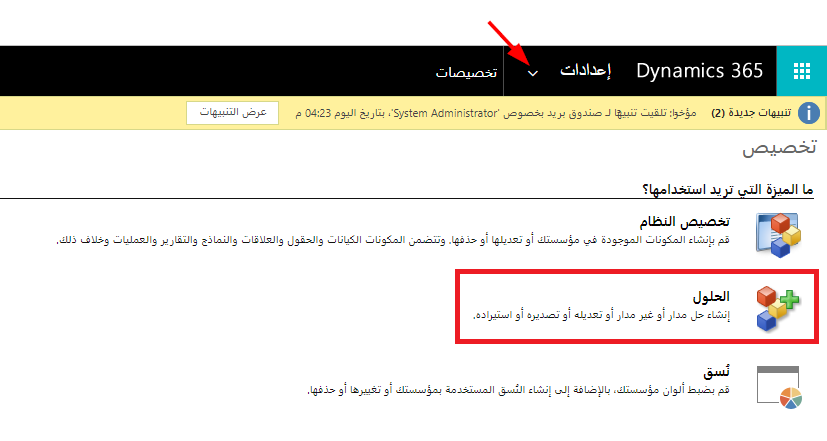 Dynamics 365 إعدادات تخصيصات
تنبيهات جديدة (2) مؤخرا: تلقيت تنبيهًا لـ صندوق بريد بخصوص 'System Administrator'، بتاريخ اليوم 04:23 م عرض التنبيهات
تخصيص
ما الميزة التي تريد استخدامها؟
تخصيص النظام
قم بإنشاء المكونات الموجودة في مؤسستك أو تعديلها أو حذفها. وتتضمن المكونات الكيانات والحقول والعلاقات والنماذج والتقارير والعمليات وخلاف ذلك.
الحلول
إنشاء حل مدار أو غير مدار أو تعديله أو تصديره أو استيراده.
نُسق
قم بضبط ألوان مؤسستك، بالإضافة إلى إنشاء النُسق المستخدمة بمؤسستك أو تغييرها أو حذفها.